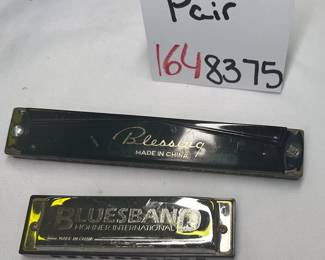 Pair
1648375
Blessing
MADE IN CHINA
BLUESBAND
HOHNER INTERNATIONAL
MADE IN CHINA